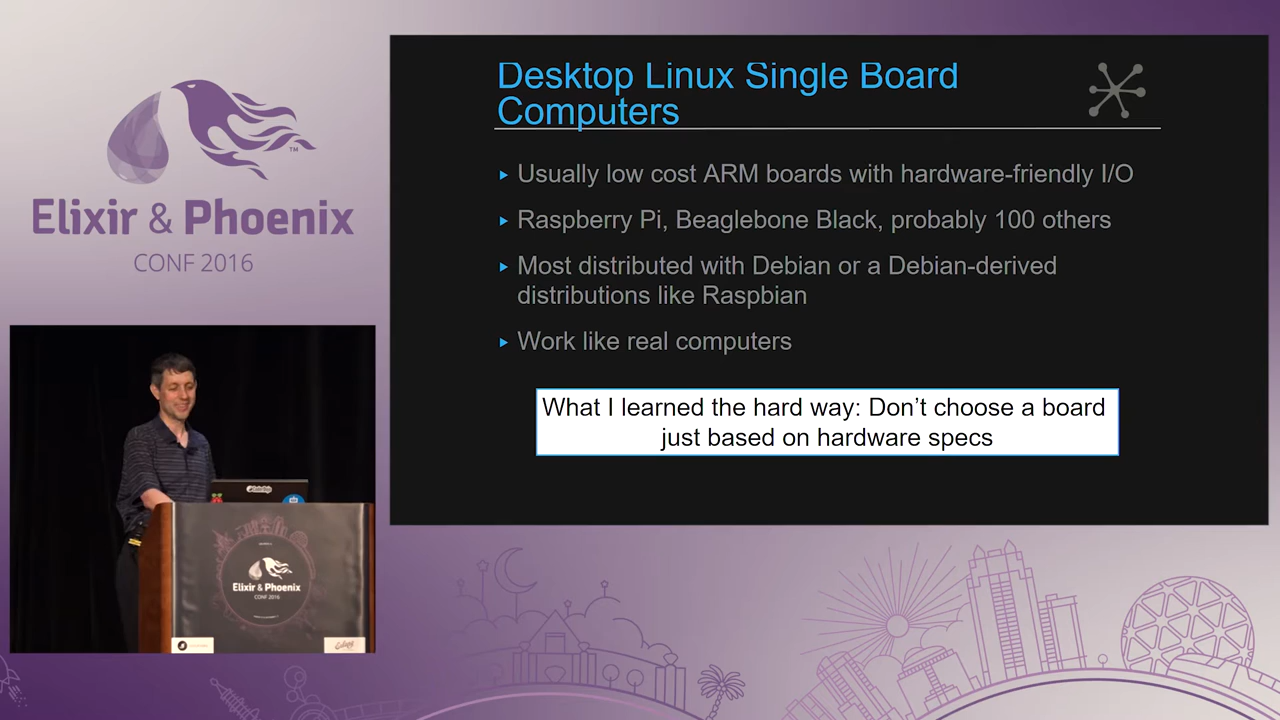 Elixir & Phoenix
CONF 2016
TM
Desktop Linux Single Board
Computers
Usually low cost ARM boards with hardware-friendly I/O
Raspberry Pi, Beaglebone Black, probably 100 others
Most distributed with Debian or a Debian-derived
distributions like Raspbian
Work like real computers
What I learned the hard way: Don't choose a board
just based on hardware specs
Elixir & Phoenix
CONF 2016